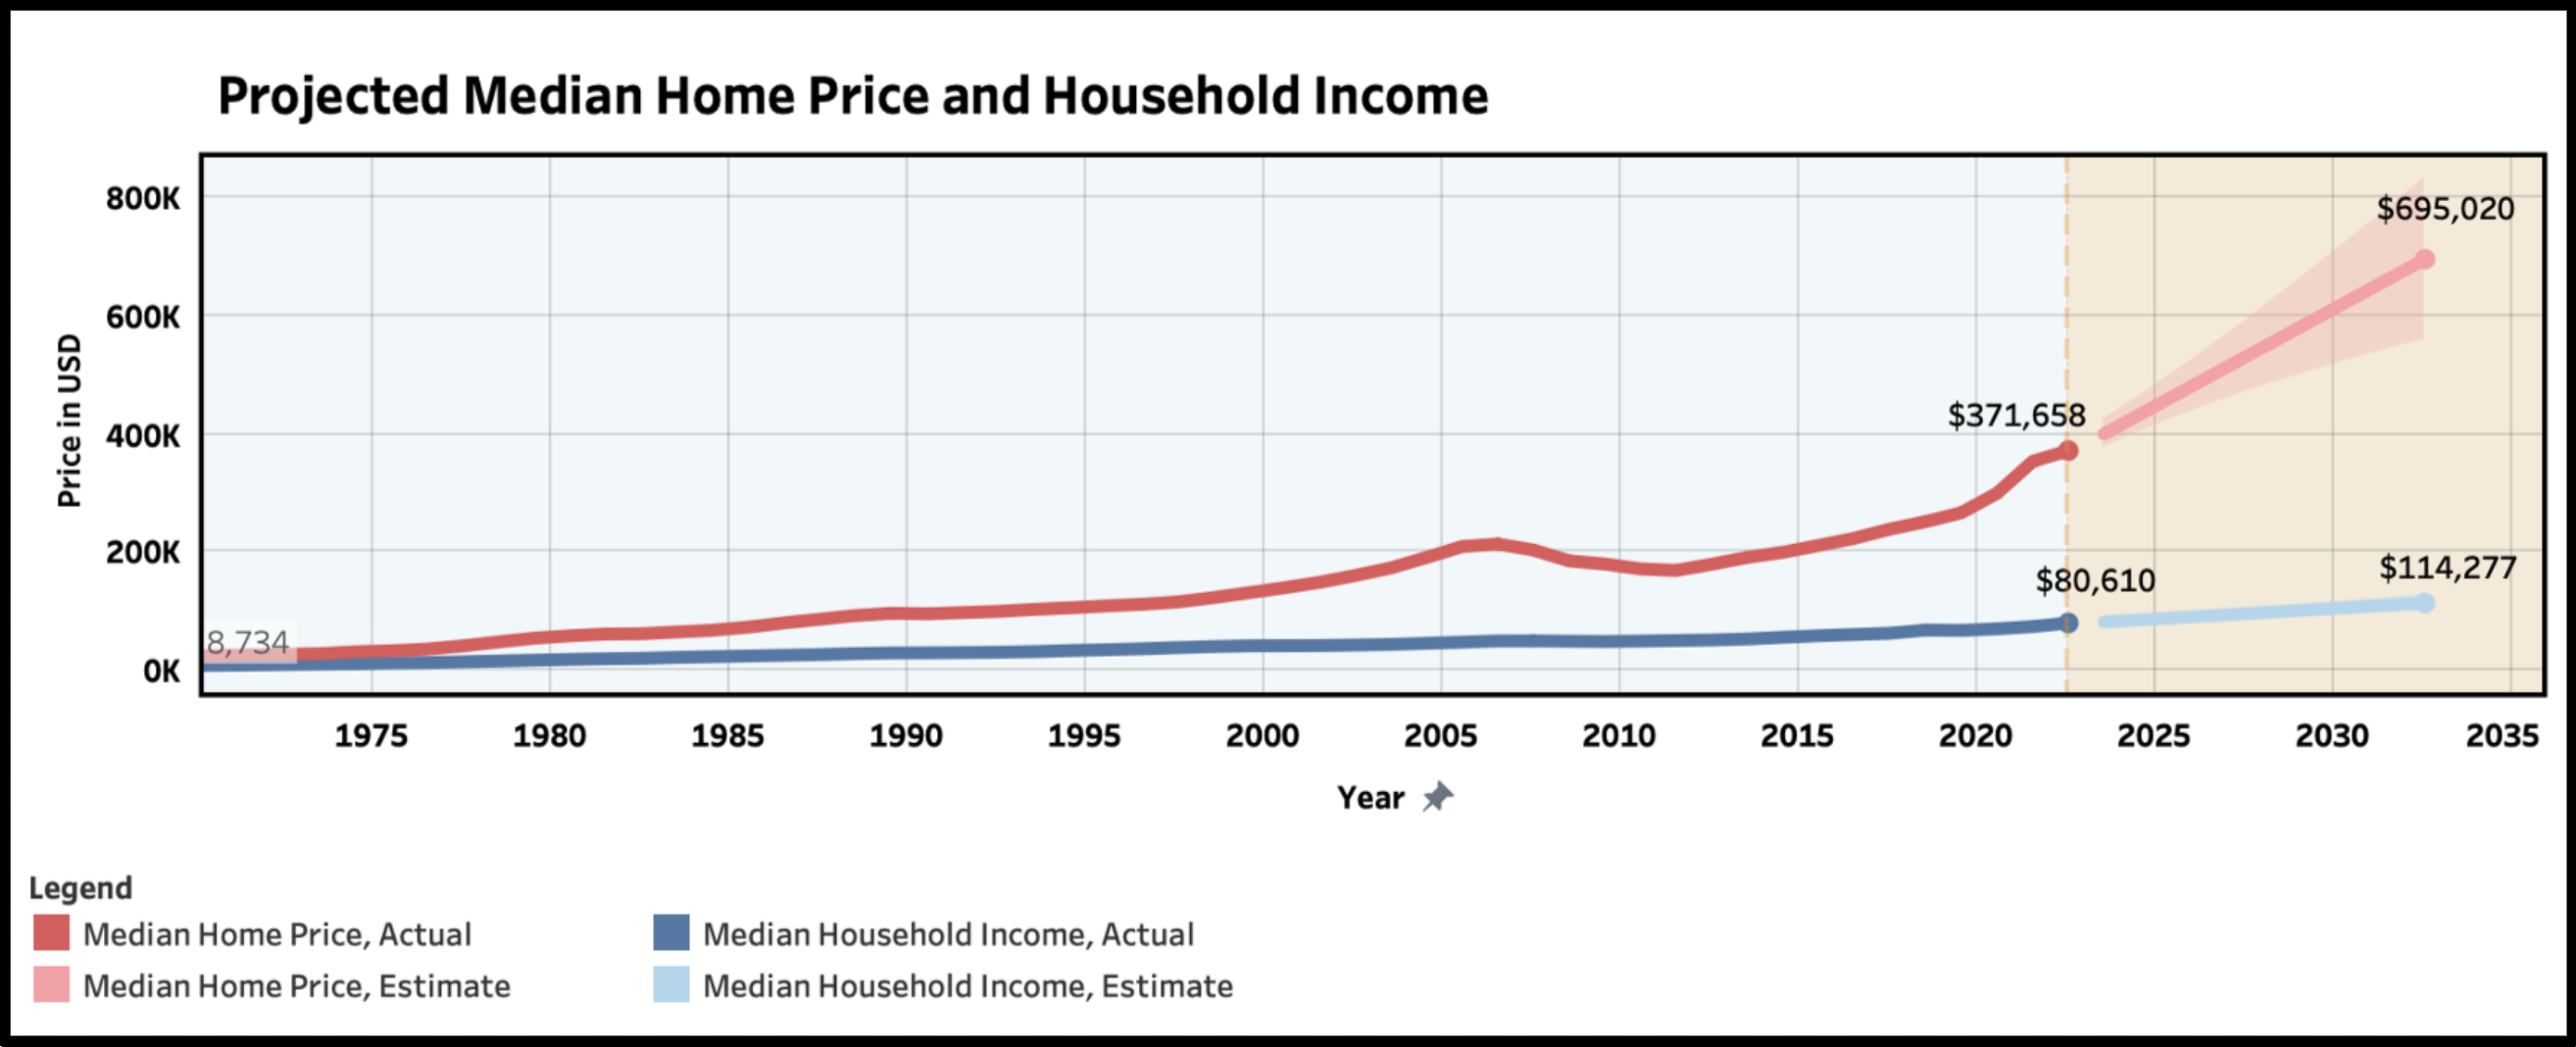 Projected Median Home Price and Household Income
800K
600K
400K
200K
0K
Price in USD
$695,020
$371,658
$114,277
$80,610
8,734
1975 1980 1985 1990 1995 2000 2005 2010 2015 2020 2025 2030 2035
Year
Legend
Median Home Price, Actual
Median Household Income, Actual
Median Home Price, Estimate
Median Household Income, Estimate